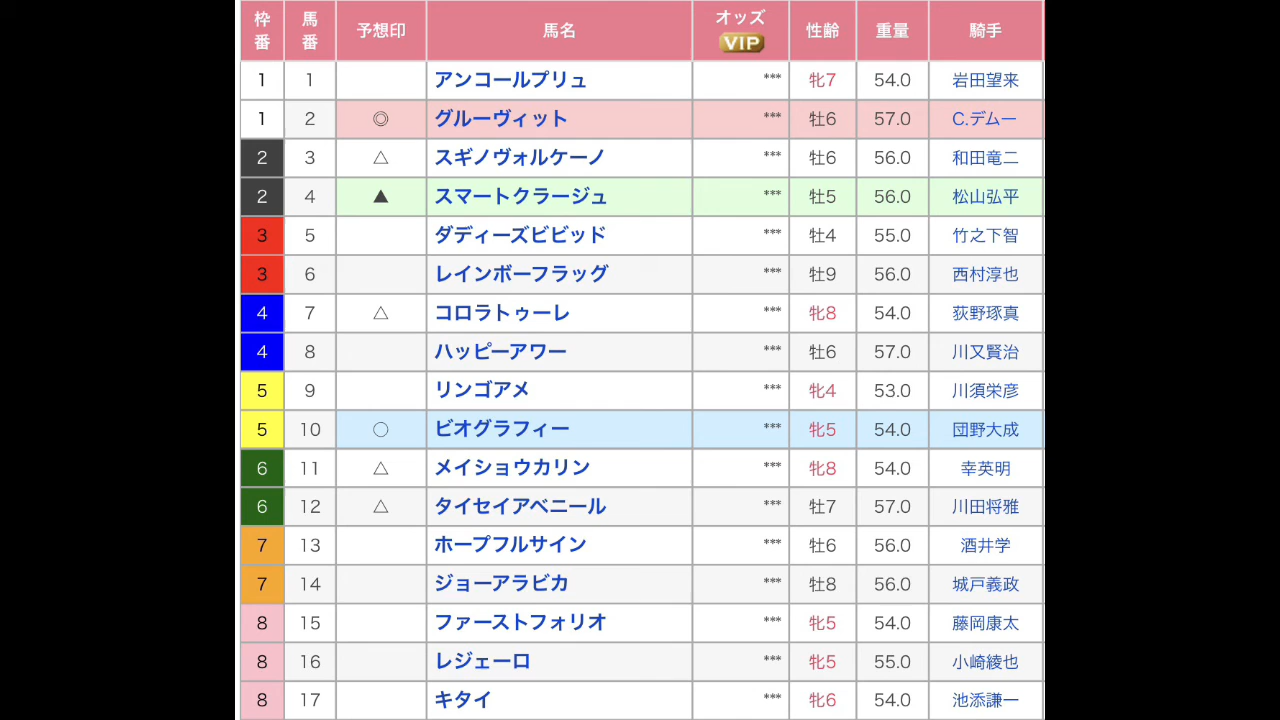 枠番 馬番 予想印 馬名 オッズ VIP 性齢 重量 騎手
1 1 アンコールプリュ *** 牝7 54.0 岩田望来
1 2 ◎ グルーヴィット *** 牡6 57.0 C.デムー
2 3 △ スギノヴォルケーノ *** 牡6 56.0 和田竜二
2 4 ▲ スマートクラージュ *** 牡5 56.0 松山弘平
3 5 ダディーズビビッド *** 牡4 55.0 竹之下智
3 6 レインボーフラッグ *** 牡9 56.0 西村淳也
4 7 △ コロラトゥーレ *** 牝8 54.0 荻野琢真
4 8 ハッピーアワー *** 牡6 57.0 川又賢治
5 9 リンゴアメ *** 牝4 53.0 川須栄彦
5 10 ○ ビオグラフィー *** 牝5 54.0 団野大成
6 11 △ メイショウカリン *** 牝8 54.0 幸英明
6 12 △ タイセイアベニール *** 牡7 57.0 川田将雅
7 13 ホープフルサイン *** 牡6 56.0 酒井学
7 14 ジョーアラビカ *** 牡8 56.0 城戸義政
8 15 ファーストフォリオ *** 牝5 54.0 藤岡康太
8 16 レジェーロ *** 牝5 55.0 小崎綾也
8 17 キタイ *** 牝6 54.0 池添謙一